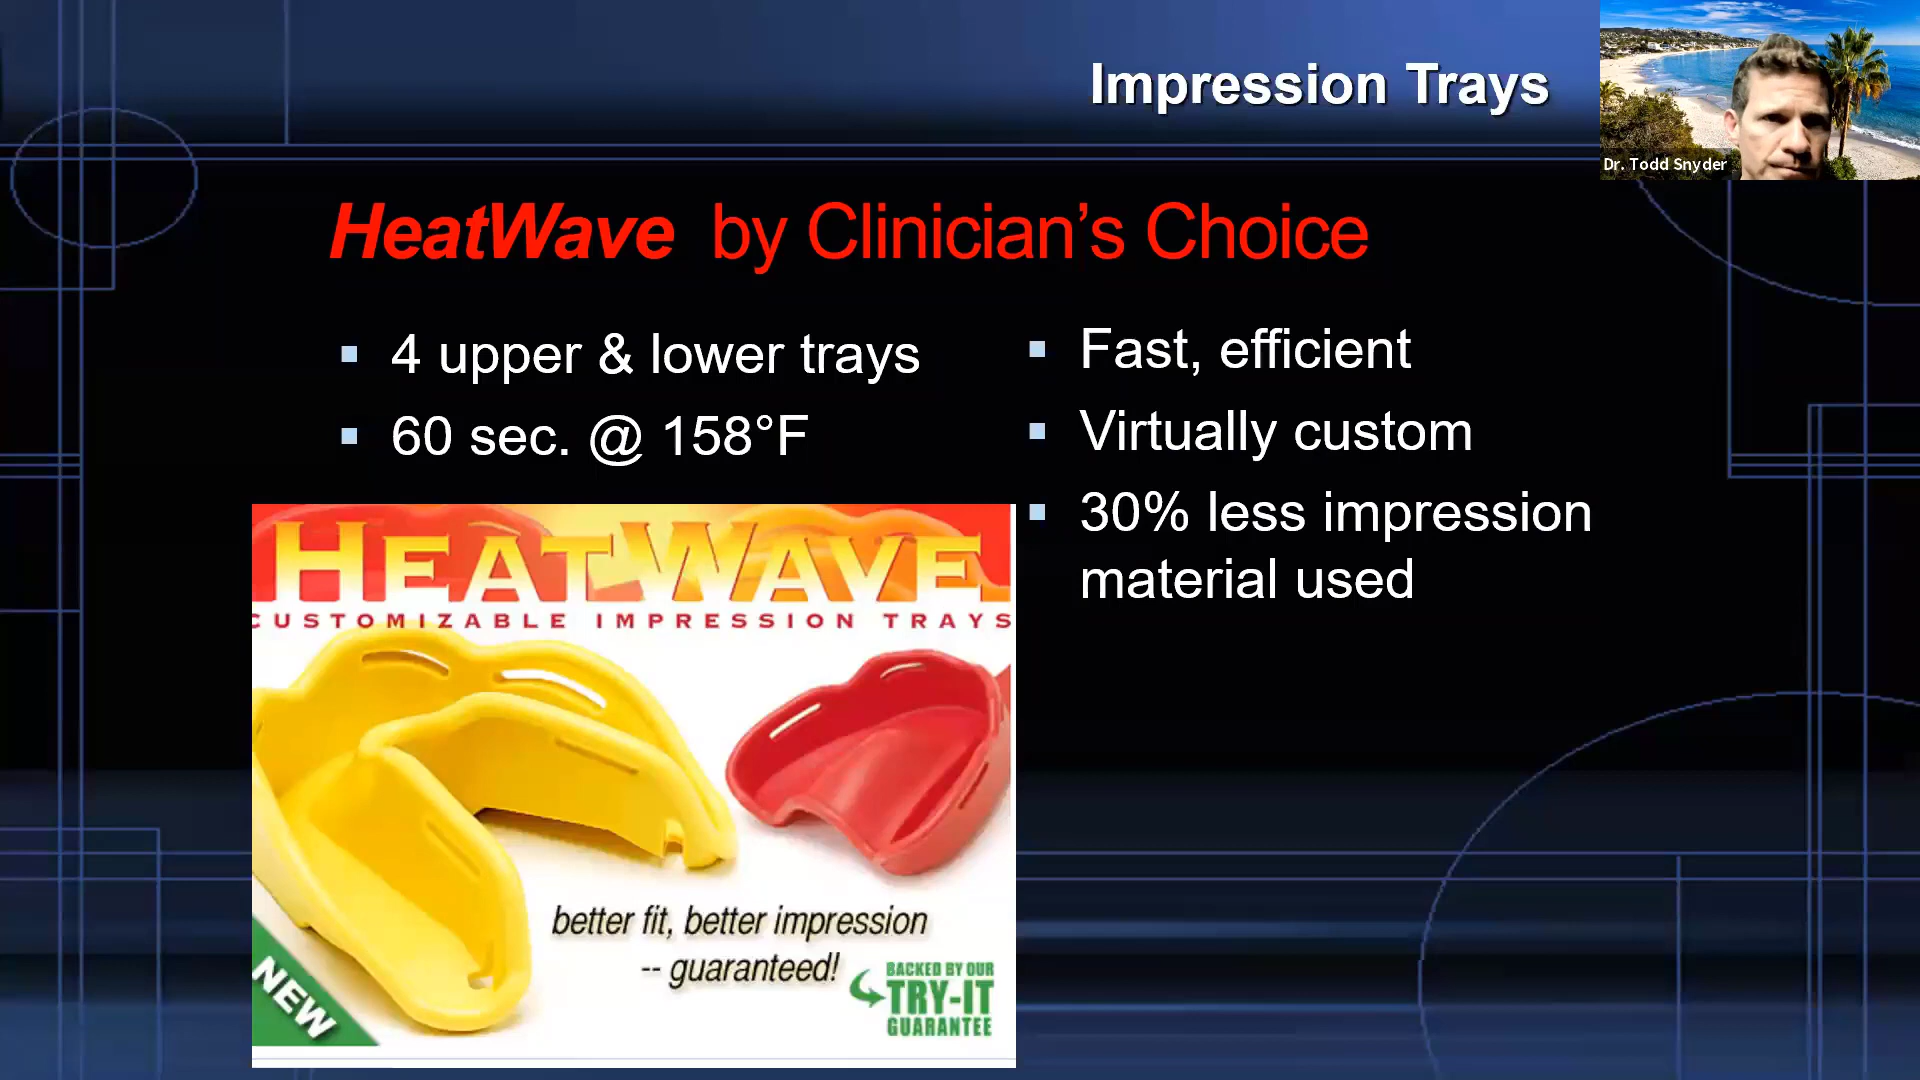 Impression Trays
Dr. Todd Snyder
HeatWave by Clinician’s Choice
4 upper & lower trays
60 sec. @ 158°F
Fast, efficient
Virtually custom
30% less impression
material used
HEATWAVE
CUSTOMIZABLE IMPRESSION TRAYS
better fit, better impression
-- guaranteed!
BACKED BY OUR
TRY-IT
GUARANTEE
NEW